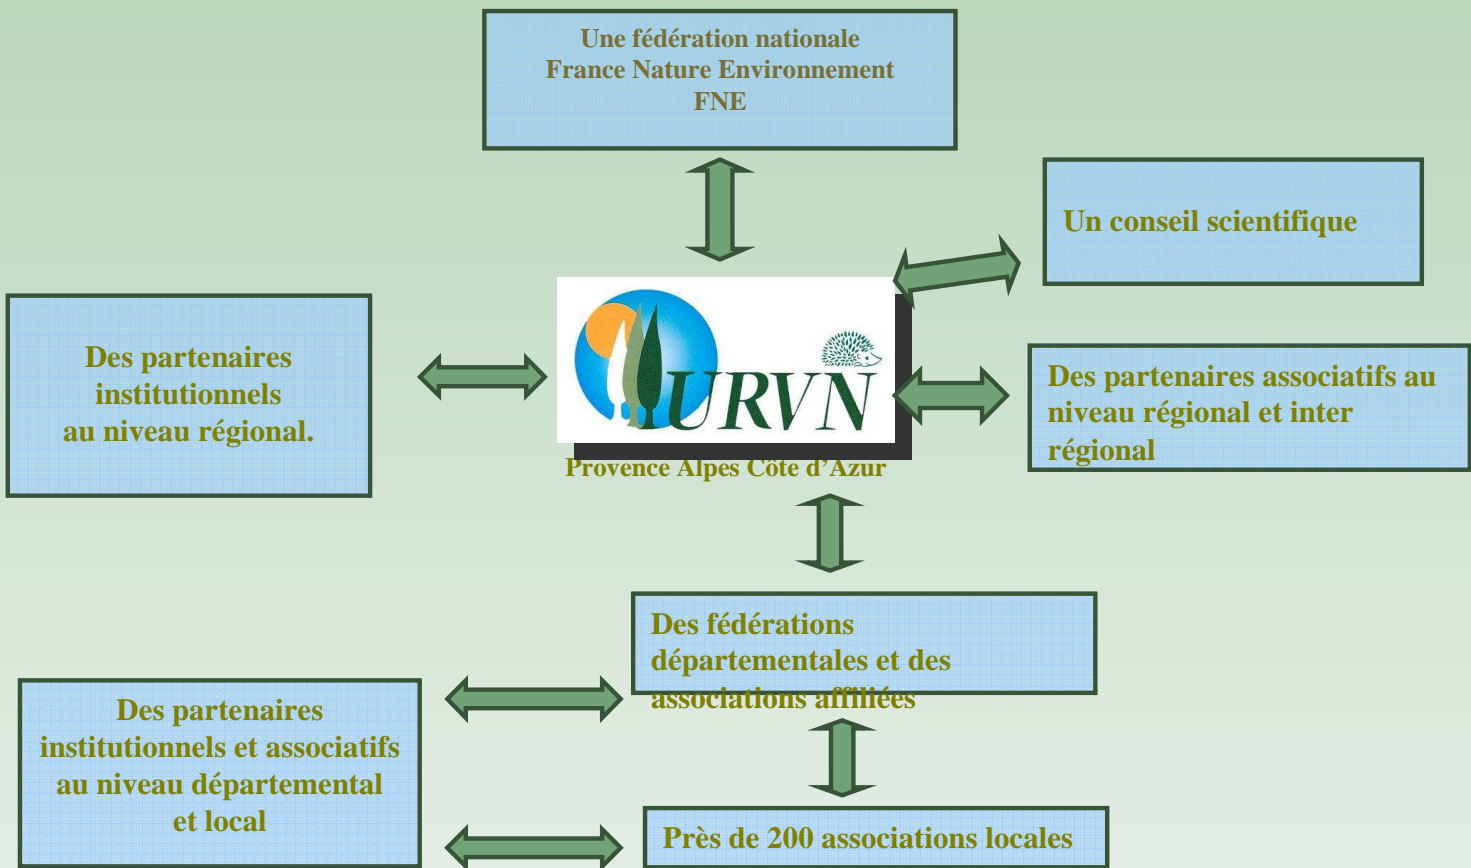 Une fédération nationale
France Nature Environnement
FNE
Un conseil scientifique
Des partenaires
institutionnels
au niveau régional.
URVN
Provence Alpes Côte d’Azur
Des partenaires associatifs au
niveau régional et inter
régional
Des fédérations
départementales et des
associations affiliées
Des partenaires
institutionnels et associatifs
au niveau départemental
et local
Près de 200 associations locales